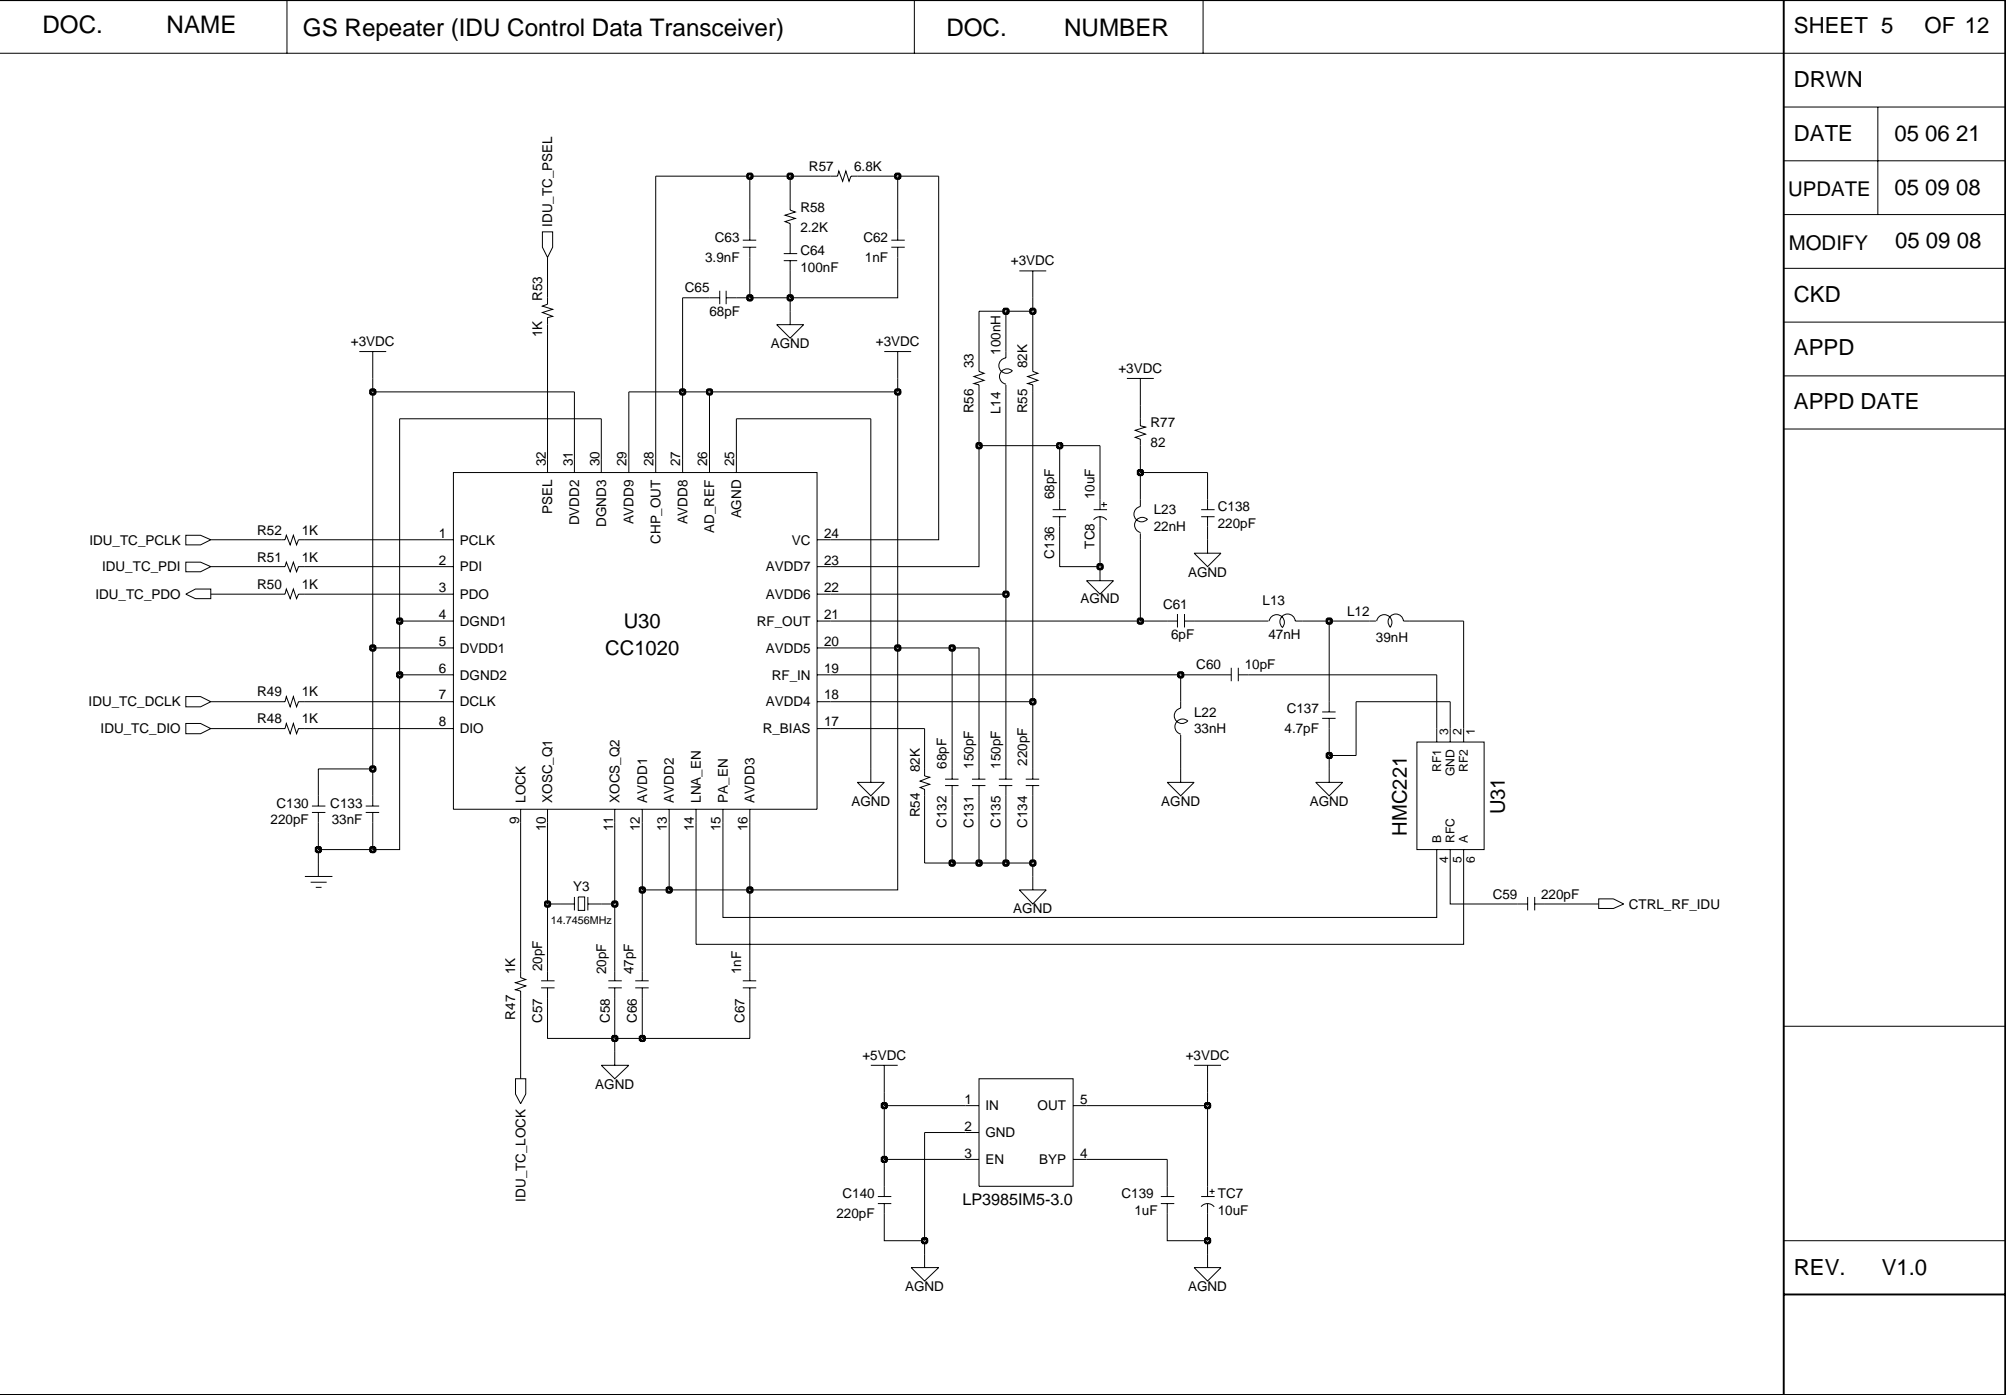 DOC. NAME
GS Repeater (IDU Control Data Transceiver)
DOC. NUMBER
SHEET 5 OF 12
DRWN
DATE 05 06 21
UPDATE 05 09 08
MODIFY 05 09 08
CKD
APPD
APPD DATE
REV. V1.0
IDU_TC_PSEL
R53 1K
R57 6.8K
R58
2.2K
C63
3.9nF
C64
100nF
C62
1nF
C65
68pF
AGND
+3VDC
+3VDC
+3VDC
R56 33
L14 100nH
R55 82K
+3VDC
R77
82
C136 68pF
TC8 10uF
+
AGND
L23
22nH
C138
220pF
AGND
32 31 30 29 28 27 26 25
PSEL DVDD2 DGND3 AVDD9 CHP_OUT AVDD8 AD_REF AGND
IDU_TC_PCLK R52 1K 1 PCLK
IDU_TC_PDI R51 1K 2 PDI
IDU_TC_PDO R50 1K 3 PDO
4 DGND1
5 DVDD1
6 DGND2
IDU_TC_DCLK R49 1K 7 DCLK
IDU_TC_DIO R48 1K 8 DIO
U30
CC1020
VC 24
AVDD7 23
AVDD6 22
RF_OUT 21
AVDD5 20
RF_IN 19
AVDD4 18
R_BIAS 17
LOCK XOSC_Q1 XOCS_Q2 AVDD1 AVDD2 LNA_EN PA_EN AVDD3
9 10 11 12 13 14 15 16
AGND
C61
6pF
L13
47nH
L12
39nH
C60 10pF
L22
33nH
AGND
C137
4.7pF
AGND
3 2 1
RF1 GND RF2
HMC221
U31
B RFC A
4 5 6
C59 220pF CTRL_RF_IDU
R54 82K
C132 68pF
C131 150pF
C135 150pF
C134 220pF
AGND
C130
220pF
C133
33nF
Y3
14.7456MHz
R47 1K
C57 20pF
C58 20pF
C66 47pF
C67 1nF
AGND
IDU_TC_LOCK
+5VDC
+3VDC
1 IN OUT 5
2 GND
3 EN BYP 4
LP3985IM5-3.0
C140
220pF
C139
1uF
+ TC7
10uF
AGND
AGND